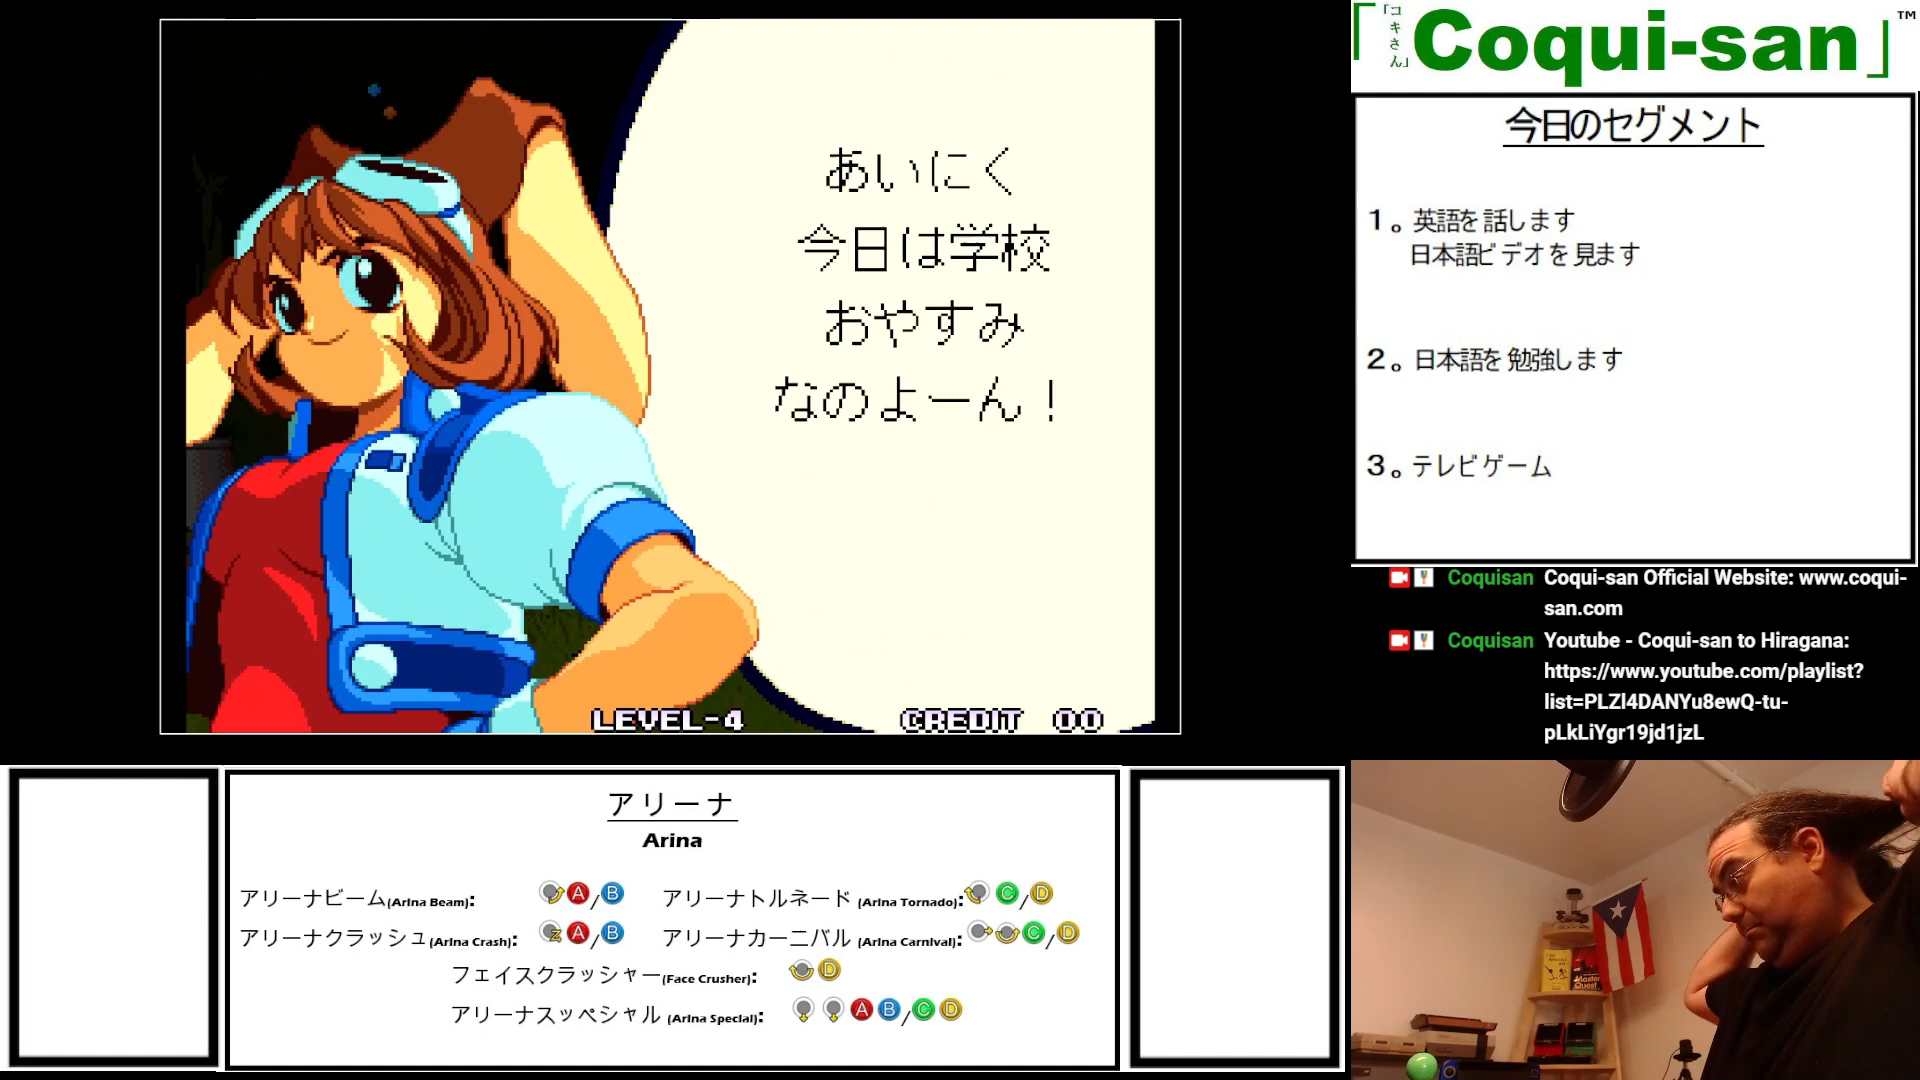 あいにく
今日は学校
おやすみ
なのよーん！
LEVEL-4
CREDIT 00
「コキさん」
「Coqui-san」™
今日のセグメント
1。英語を話します
日本語ビデオを見ます
2。日本語を勉強します
3。テレビゲーム
Coquisan Coqui-san Official Website: www.coqui-
san.com
Coquisan Youtube - Coqui-san to Hiragana:
https://www.youtube.com/playlist?
list=PLZl4DANYu8ewQ-tu-
pLkLiYgr19jd1jzL
アリーナ
Arina
アリーナビーム(Arina Beam): A/B
アリーナトルネード (Arina Tornado): C/D
アリーナクラッシュ(Arina Crash): Z A/B
アリーナカーニバル (Arina Carnival): C/D
フェイスクラッシャー(Face Crusher): D
アリーナスッペシャル (Arina Special): A B/C D
Master
Quest